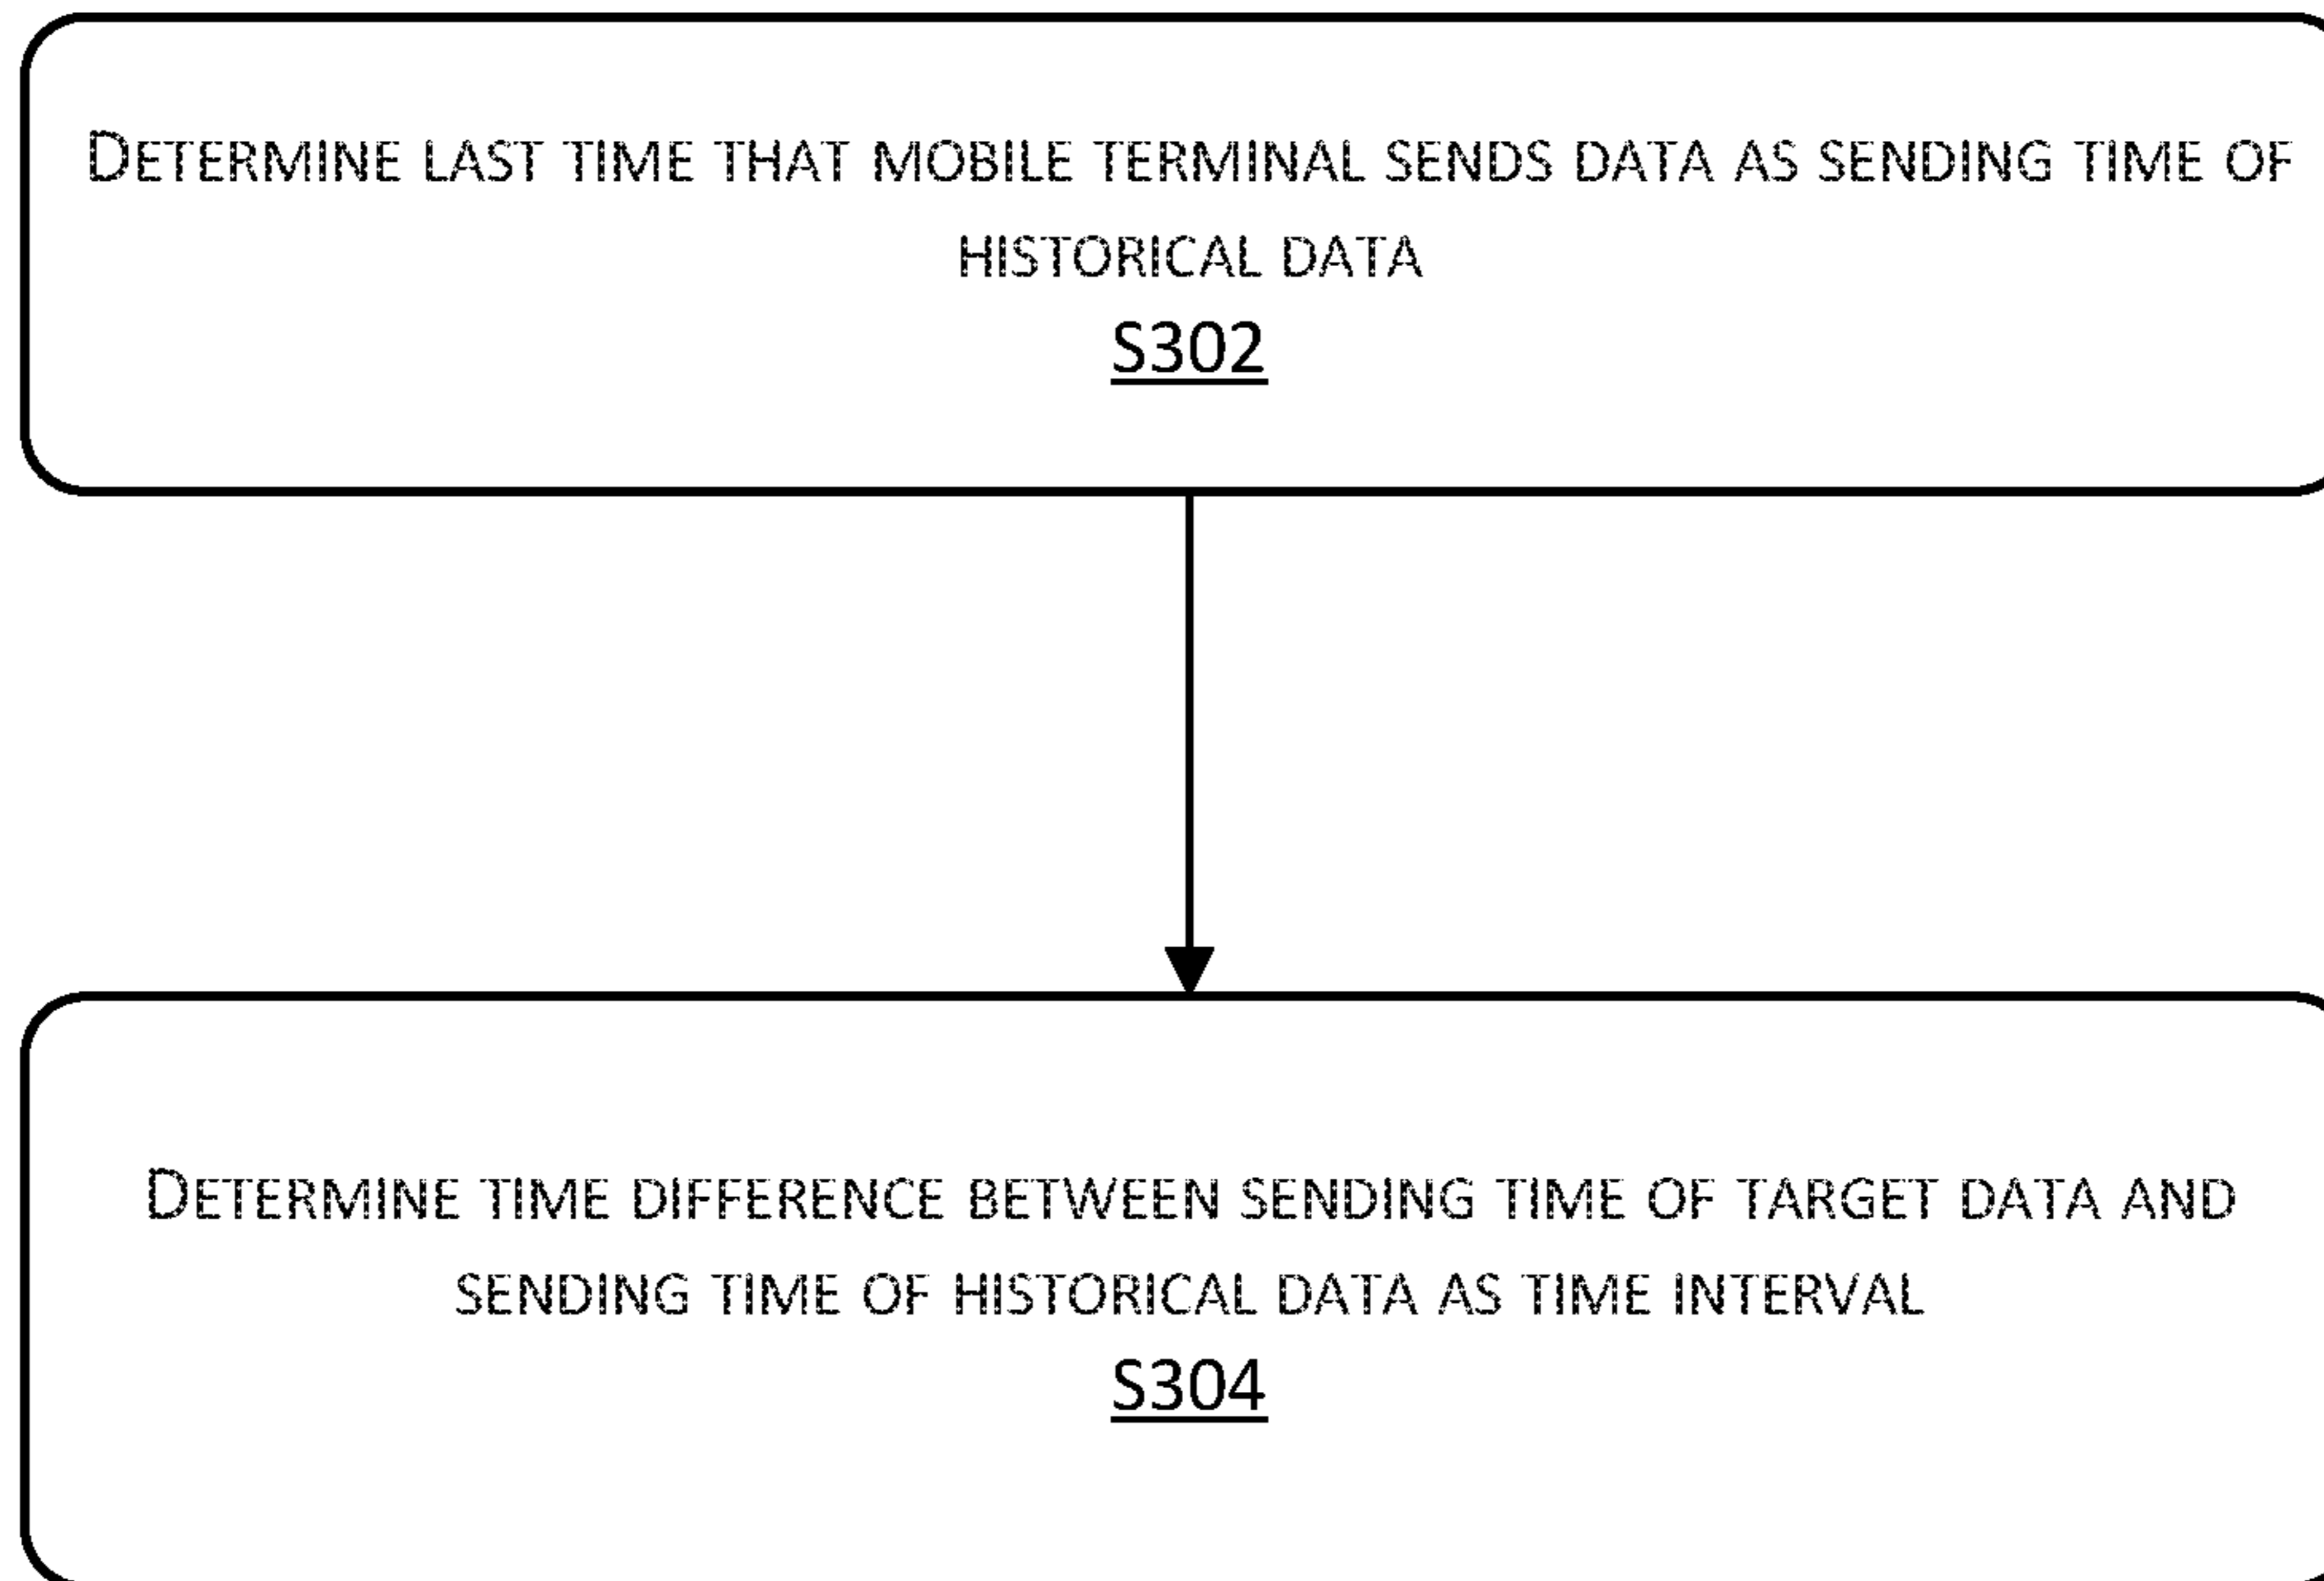 DETERMINE LAST TIME THAT MOBILE TERMINAL SENDS DATA AS SENDING TIME OF
HISTORICAL DATA
S302
DETERMINE TIME DIFFERENCE BETWEEN SENDING TIME OF TARGET DATA AND
SENDING TIME OF HISTORICAL DATA AS TIME INTERVAL
S304